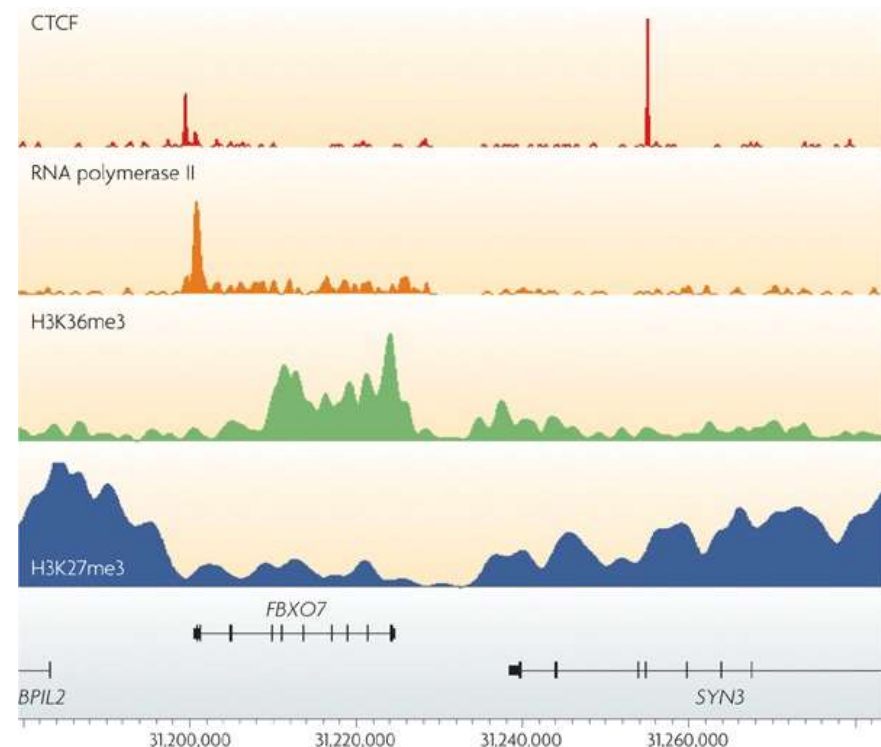 CTCF
RNA polymerase II
H3K36me3
H3K27me3
FBXO7
BPIL2
SYN3
31,200,000 31,220,000 31,240,000 31,260,000